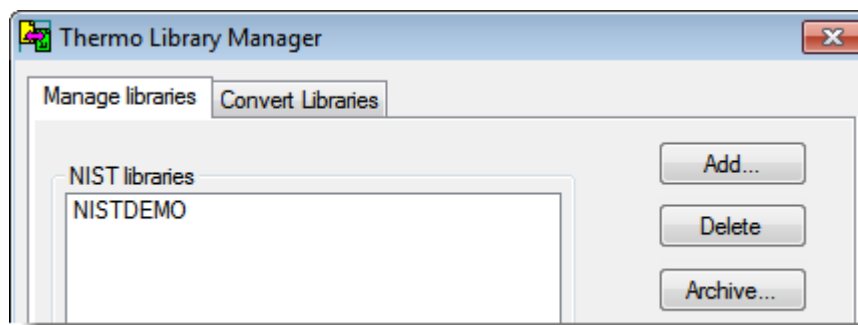 Thermo Library Manager
Manage libraries
Convert Libraries
NIST libraries
NISTDEMO
Add...
Delete
Archive...